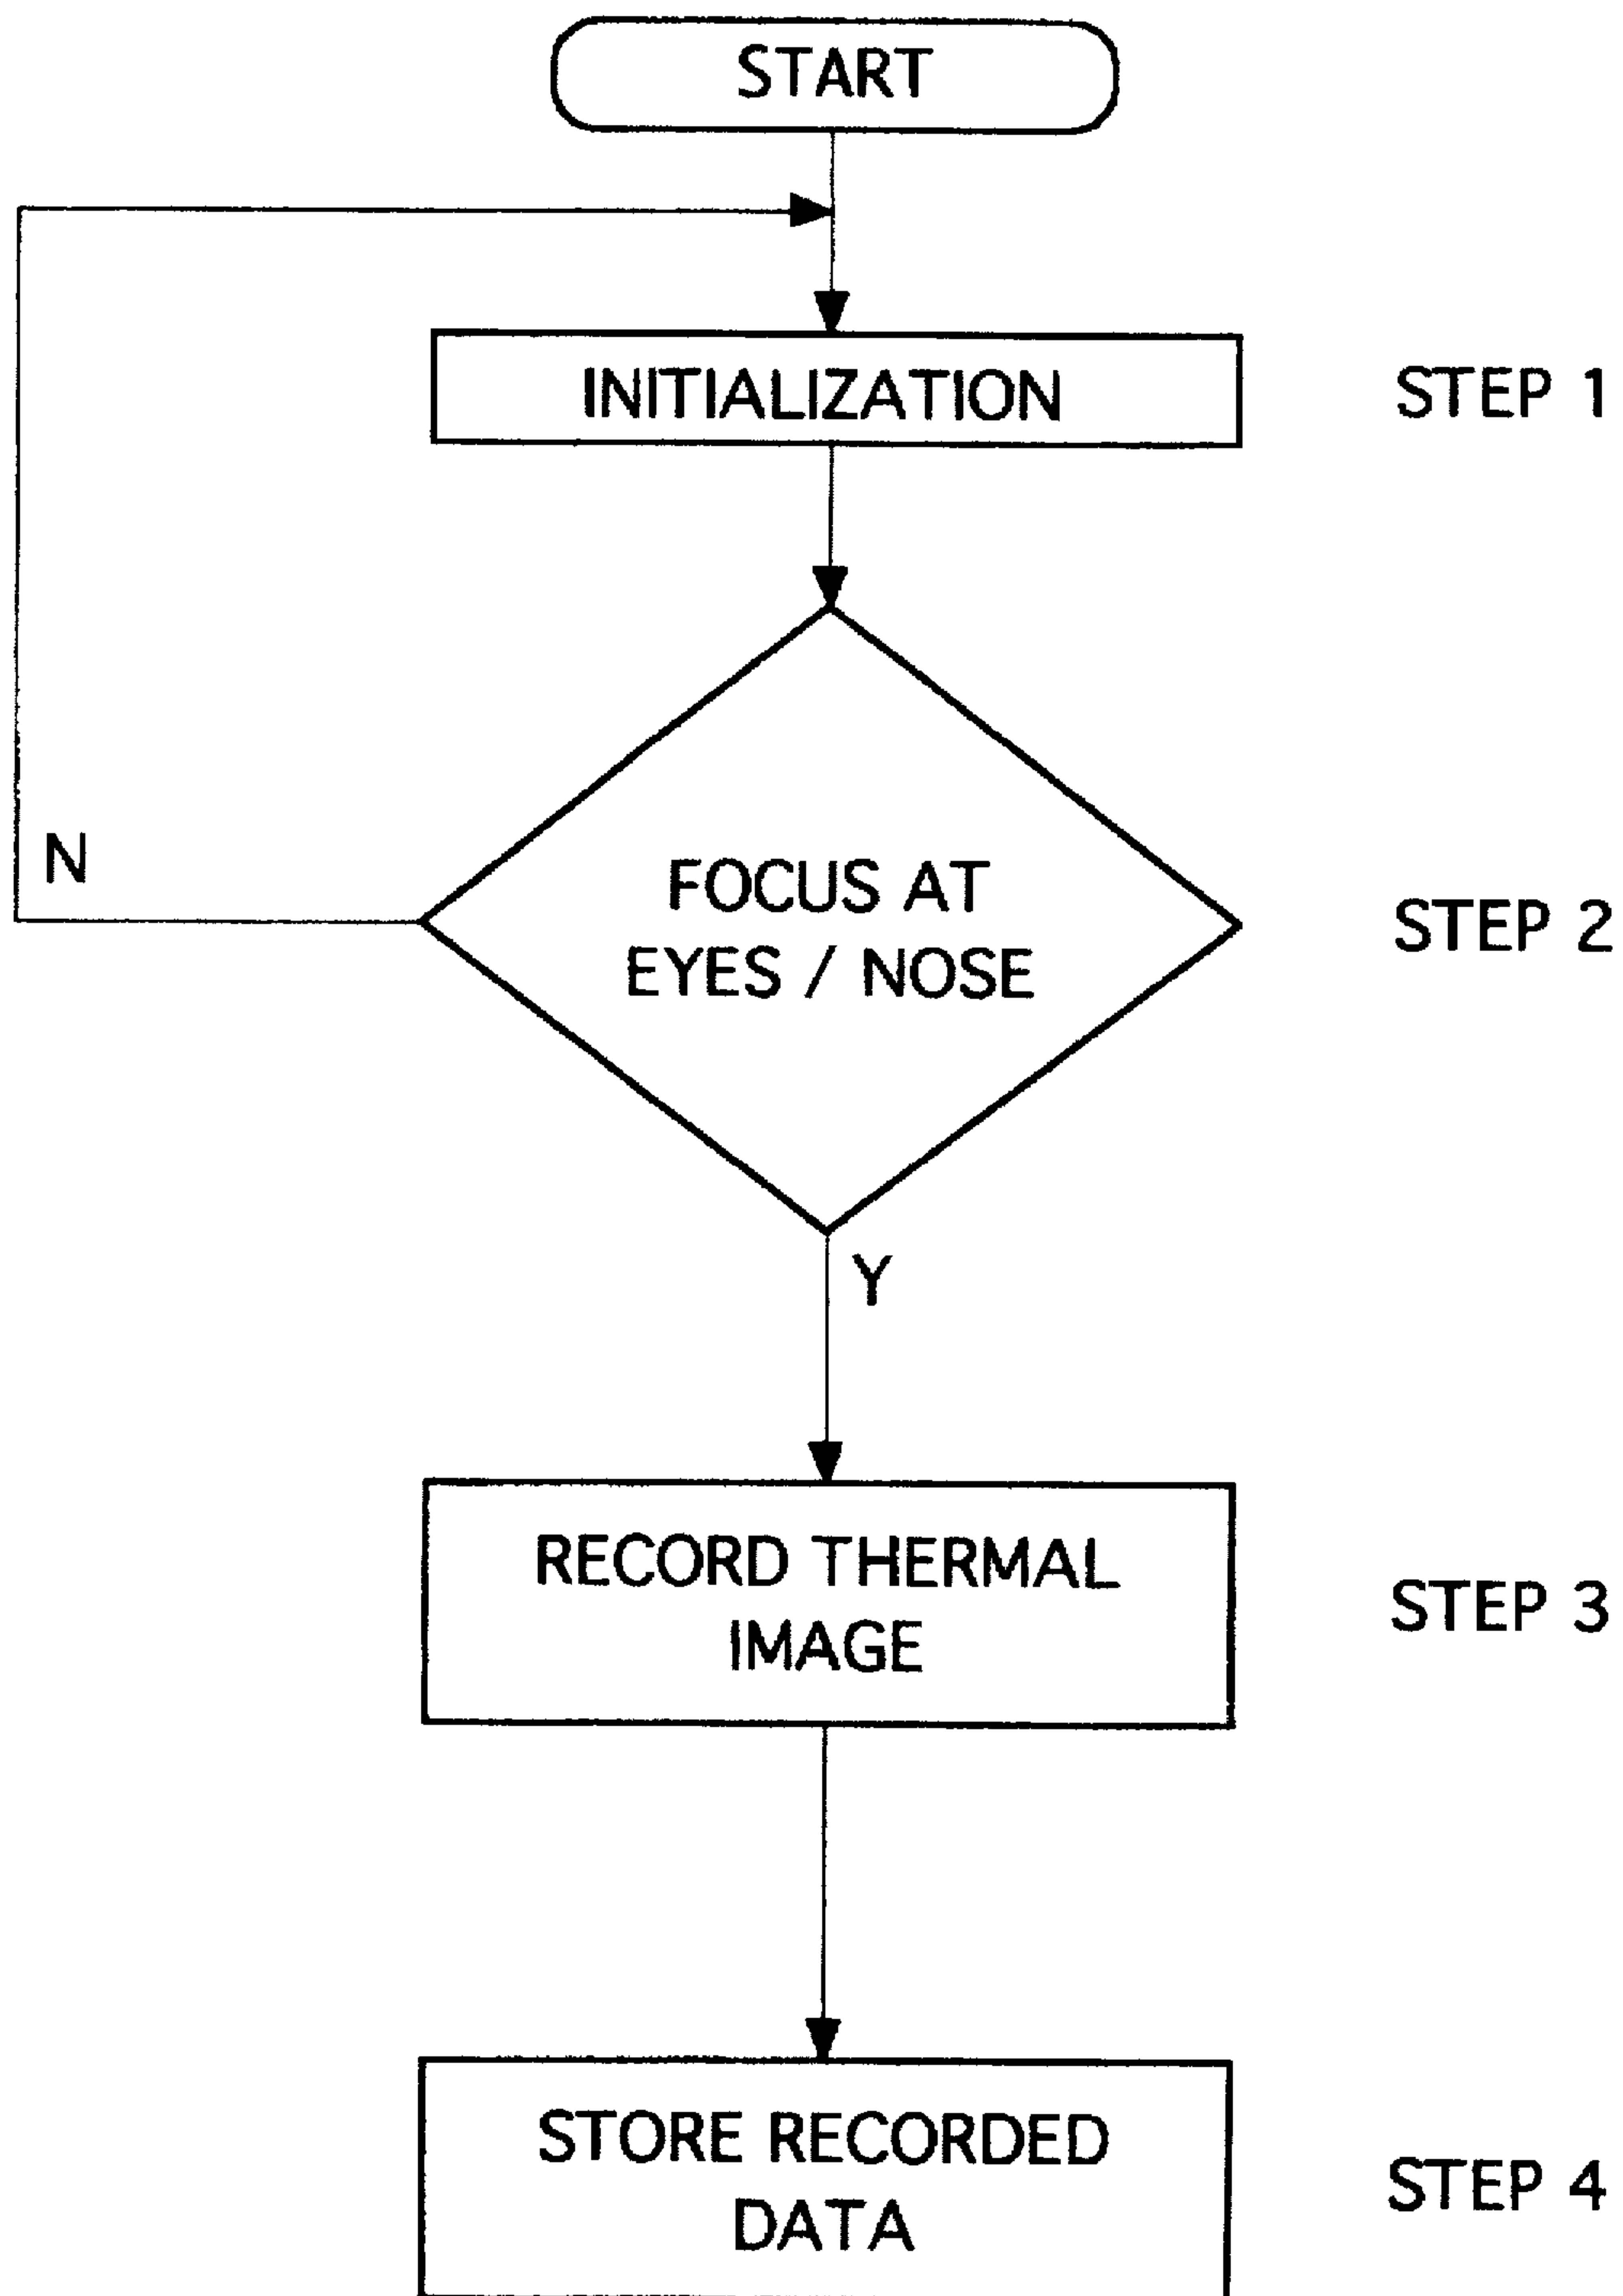 START
INITIALIZATION
STEP 1
N
FOCUS AT
EYES / NOSE
STEP 2
Y
RECORD THERMAL
IMAGE
STEP 3
STORE RECORDED
DATA
STEP 4